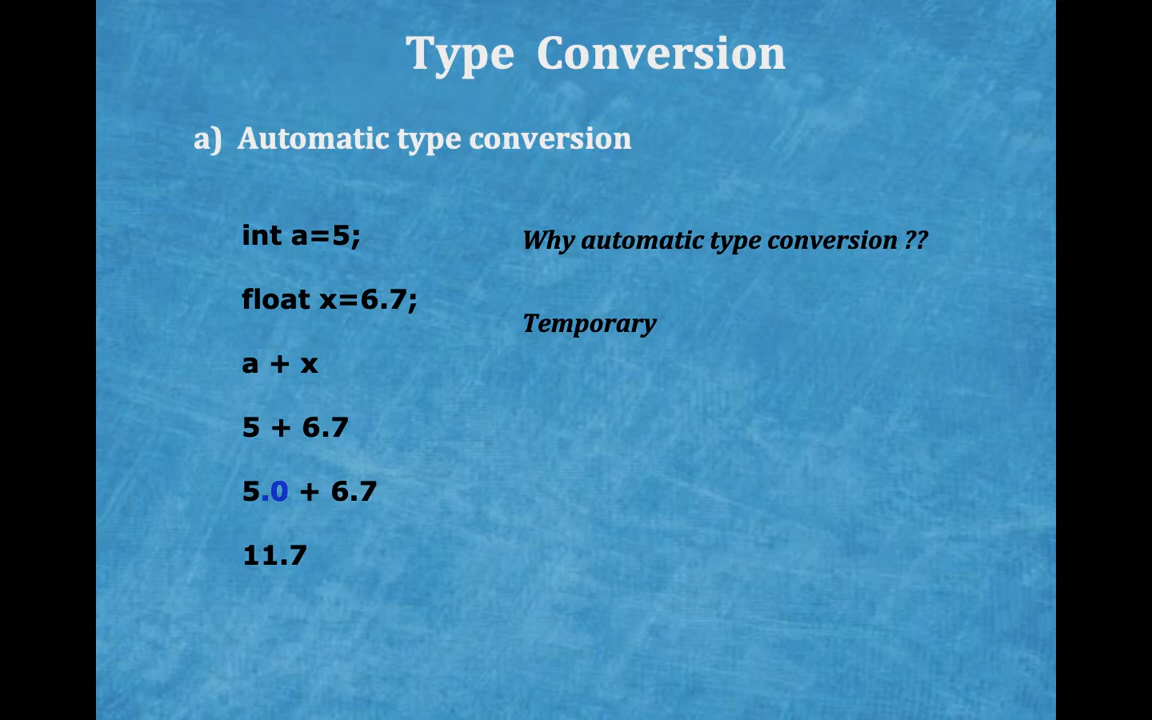 Type Conversion
a) Automatic type conversion
int a=5;
Why automatic type conversion ??
float x=6.7;
Temporary
a + x
5 + 6.7
5.0 + 6.7
11.7